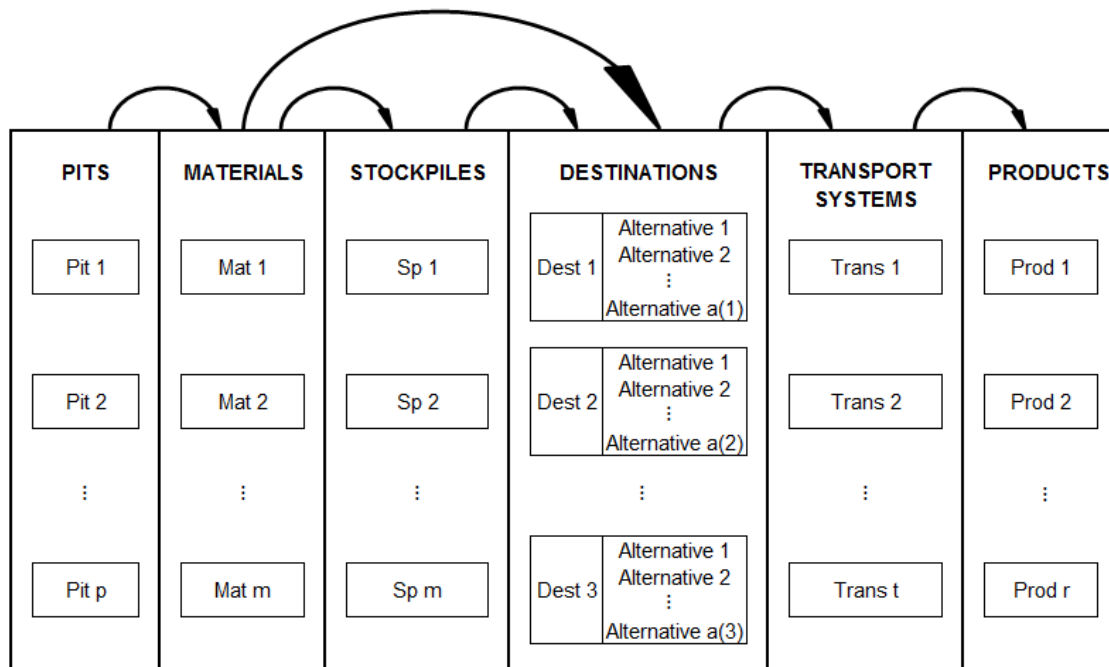 PITS
MATERIALS
STOCKPILES
DESTINATIONS
TRANSPORT
SYSTEMS
PRODUCTS
Pit 1
Mat 1
Sp 1
Dest 1
Alternative 1
Alternative 2
⋮
Alternative a(1)
Trans 1
Prod 1
Pit 2
Mat 2
Sp 2
Dest 2
Alternative 1
Alternative 2
⋮
Alternative a(2)
Trans 2
Prod 2
⋮
⋮
⋮
⋮
⋮
⋮
Pit p
Mat m
Sp m
Dest 3
Alternative 1
Alternative 2
⋮
Alternative a(3)
Trans t
Prod r